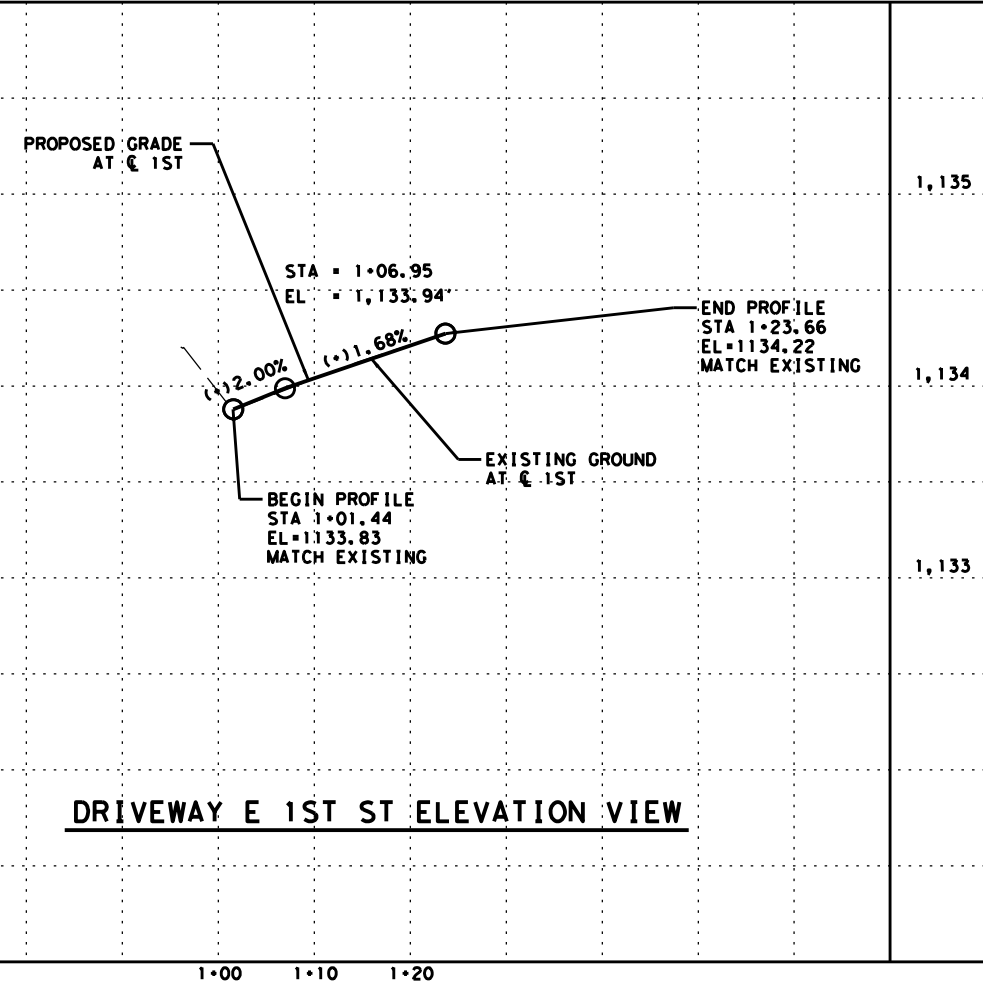 PROPOSED GRADE
AT ℄ 1ST
1,135
STA = 1+06.95
EL = 1,133.94'
END PROFILE
STA 1+23.66
EL=1134.22
MATCH EXISTING
(+)2.00%
(+)1.68%
1,134
EXISTING GROUND
AT ℄ 1ST
BEGIN PROFILE
STA 1+01.44
EL=1133.83
MATCH EXISTING
1,133
DRIVEWAY E 1ST ST ELEVATION VIEW
1+00 1+10 1+20